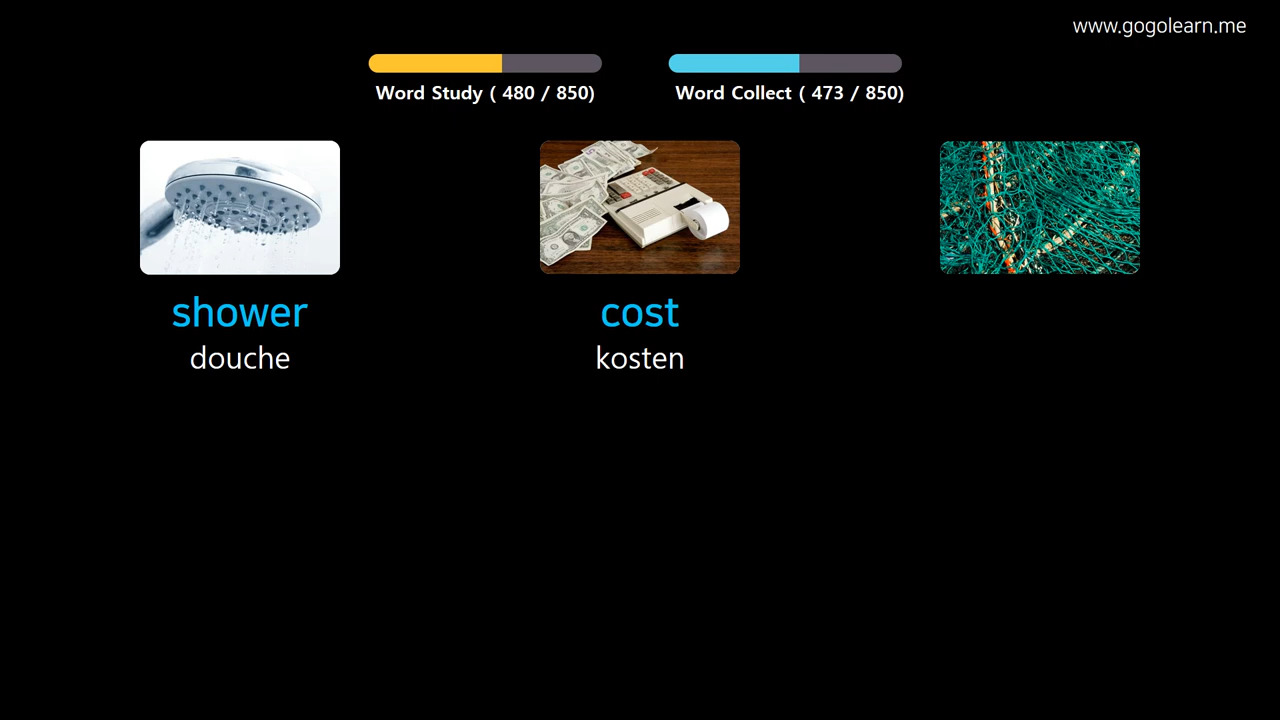 www.gogolearn.me
Word Study ( 480 / 850)
Word Collect ( 473 / 850)
shower
douche
cost
kosten